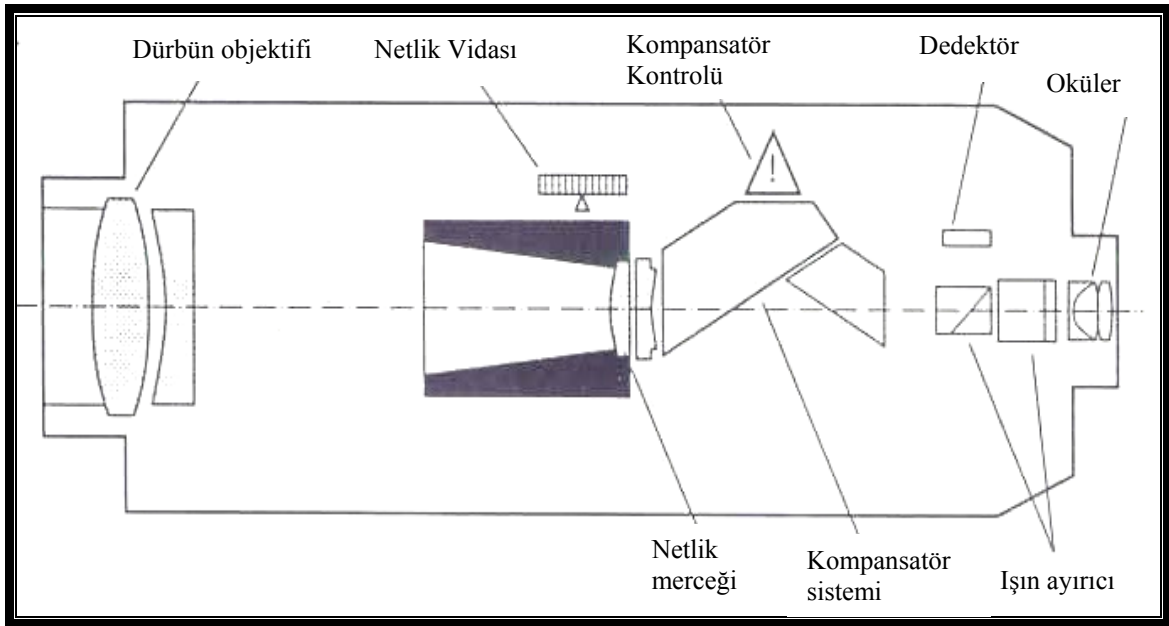 Dürbün objektifi
Netlik Vidası
Kompansatör
Kontrolü
Dedektör
Oküler
!
Netlik
merceği
Kompansatör
sistemi
Işın ayırıcı